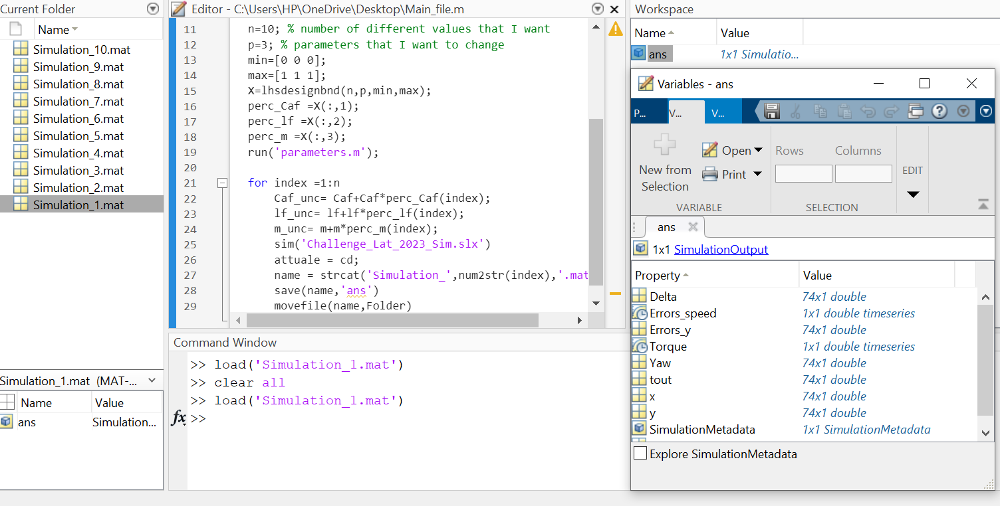 Current Folder
Name
Simulation_10.mat
Simulation_9.mat
Simulation_8.mat
Simulation_7.mat
Simulation_6.mat
Simulation_5.mat
Simulation_4.mat
Simulation_3.mat
Simulation_2.mat
Simulation_1.mat
Simulation_1.mat (MAT-...
Name Value
ans Simulation...
Editor - C:\Users\HP\OneDrive\Desktop\Main_file.m
11 n=10; % number of different values that I want
12 p=3; % parameters that I want to change
13 min=[0 0 0];
14 max=[1 1 1];
15 X=lhsdesignbnd(n,p,min,max);
16 perc_Caf =X(:,1);
17 perc_lf =X(:,2);
18 perc_m =X(:,3);
19 run('parameters.m');
20
21 for index =1:n
22 Caf_unc= Caf+Caf*perc_Caf(index);
23 lf_unc= lf+lf*perc_lf(index);
24 m_unc= m+m*perc_m(index);
25 sim('Challenge_Lat_2023_Sim.slx')
26 attuale = cd;
27 name = strcat('Simulation_',num2str(index),'.mat
28 save(name,'ans')
29 movefile(name,Folder)
Command Window
>> load('Simulation_1.mat')
>> clear all
>> load('Simulation_1.mat')
fx >>
Workspace
Name Value
ans 1x1 Simulatio...
Variables - ans
P... V... V...
New from Selection
Open
Print
Rows Columns
EDIT
VARIABLE SELECTION
ans
1x1 SimulationOutput
Property Value
Delta 74x1 double
Errors_speed 1x1 double timeseries
Errors_y 74x1 double
Torque 1x1 double timeseries
Yaw 74x1 double
tout 74x1 double
x 74x1 double
y 74x1 double
SimulationMetadata 1x1 SimulationMetadata
Explore SimulationMetadata